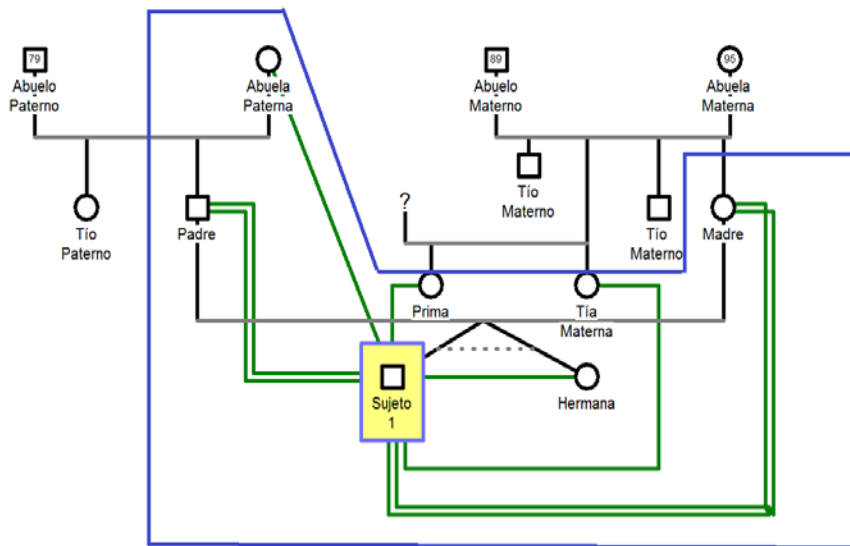 79
89
95
Abuelo
Paterno
Abuela
Paterna
Abuelo
Materno
Abuela
Materna
Tío
Materno
?
Tío
Paterno
Padre
Tío
Materno
Madre
Prima
Tía
Materna
Sujeto
1
Hermana